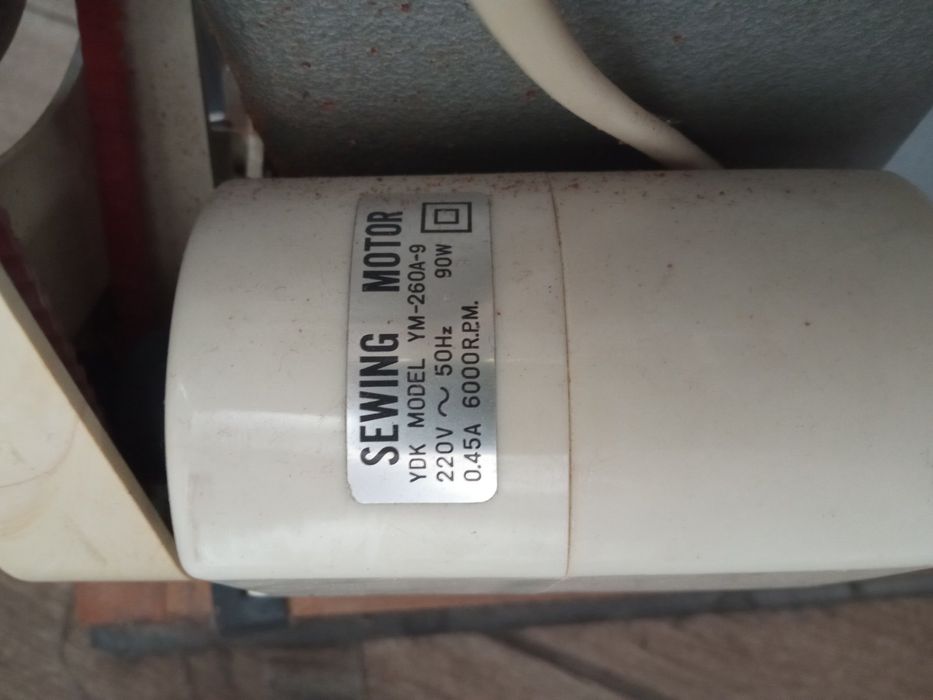 SEWING MOTOR
YDK MODEL YM-260A-9
220V ~ 50Hz 90W
0.45A 6000R.P.M.